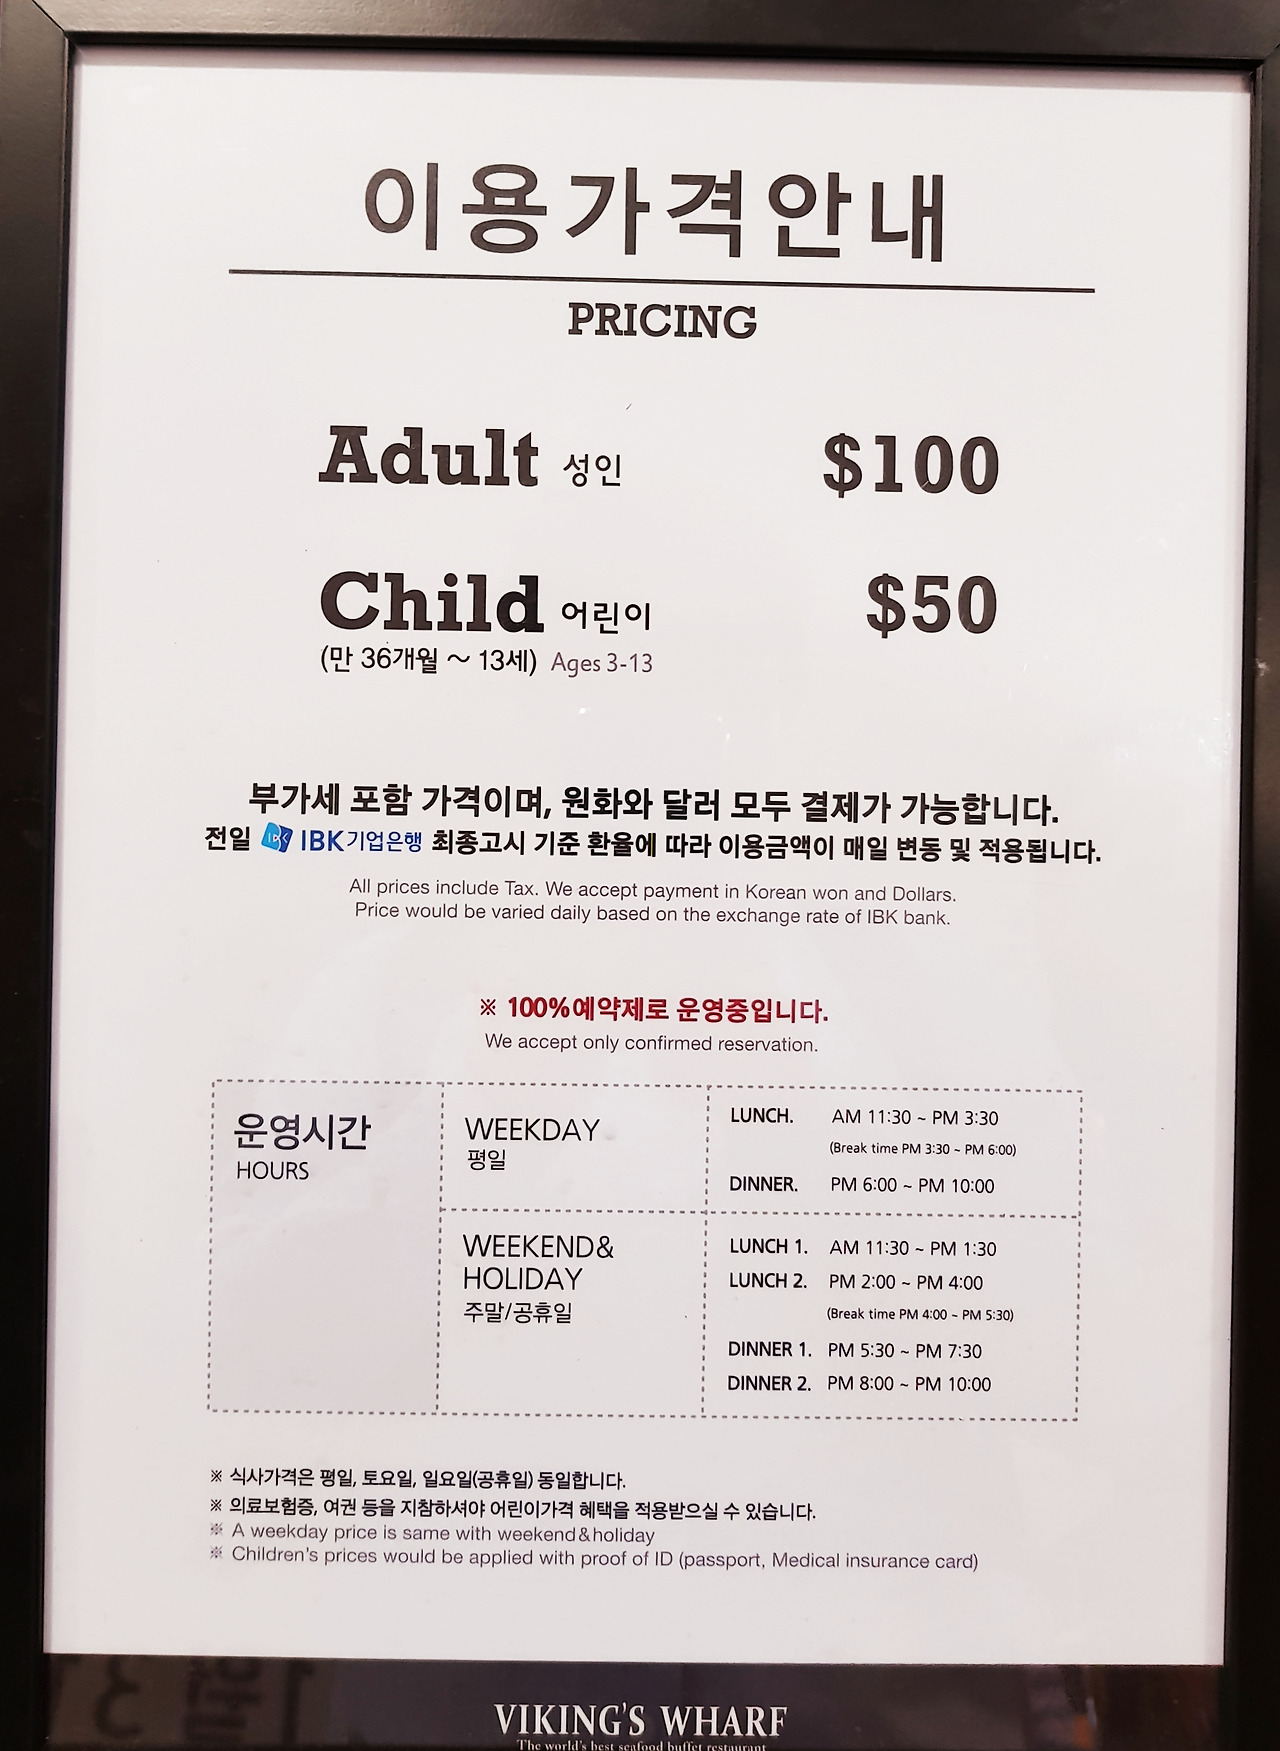 이용가격안내
PRICING
Adult 성인 $100
Child 어린이 $50
(만 36개월 ~ 13세) Ages 3-13
부가세 포함 가격이며, 원화와 달러 모두 결제가 가능합니다.
전일 IBK기업은행 최종고시 기준 환율에 따라 이용금액이 매일 변동 및 적용됩니다.
All prices include Tax. We accept payment in Korean won and Dollars.
Price would be varied daily based on the exchange rate of IBK bank.
※ 100%예약제로 운영중입니다.
We accept only confirmed reservation.
운영시간
HOURS
WEEKDAY
평일
LUNCH. AM 11:30 ~ PM 3:30
(Break time PM 3:30 ~ PM 6:00)
DINNER. PM 6:00 ~ PM 10:00
WEEKEND&
HOLIDAY
주말/공휴일
LUNCH 1. AM 11:30 ~ PM 1:30
LUNCH 2. PM 2:00 ~ PM 4:00
(Break time PM 4:00 ~ PM 5:30)
DINNER 1. PM 5:30 ~ PM 7:30
DINNER 2. PM 8:00 ~ PM 10:00
※ 식사가격은 평일, 토요일, 일요일(공휴일) 동일합니다.
※ 의료보험증, 여권 등을 지참하셔야 어린이가격 혜택을 적용받으실 수 있습니다.
※ A weekday price is same with weekend&holiday
※ Children's prices would be applied with proof of ID (passport, Medical insurance card)
VIKING'S WHARF
The world's best seafood buffet restaurant